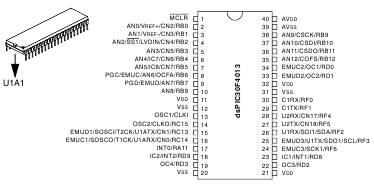 U1A1
MCLR 1
AN0/VREF+/CN2/RB0 2
AN1/VREF-/CN3/RB1 3
AN2/SS1/LVDIN/CN4/RB2 4
AN3/CN5/RB3 5
AN4/CN6/RB4 6
AN5/CN7/RB5 7
PGC/EMUC/AN6/OCFA/RB6 8
PGD/EMUD/AN7/RB7 9
AN8/RB8 10
VDD 11
VSS 12
OSC1/CLKI 13
OSC2/CLKO/RC15 14
EMUD1/SOSCI/T2CK/U1ATX/CN1/RC13 15
EMUC1/SOSCO/T1CK/U1ARX/CN0/RC14 16
INT0/RA11 17
IC2/INT2/RD9 18
OC4/RD3 19
VSS 20
dsPIC30F4013
40 AVDD
39 AVSS
38 AN9/CSCK/RB9
37 AN10/CSDI/RB10
36 AN11/CSDO/RB11
35 AN12/COFS/RB12
34 EMUC2/OC1/RD0
33 EMUD2/OC2/RD1
32 VDD
31 VSS
30 C1RX/RF0
29 C1TX/RF1
28 U2RX/CN17/RF4
27 U2TX/CN18/RF5
26 U1RX/SDI1/SDA/RF2
25 EMUD3/U1TX/SDO1/SCL/RF3
24 EMUC3/SCK1/RF6
23 IC1/INT1/RD8
22 OC3/RD2
21 VDD